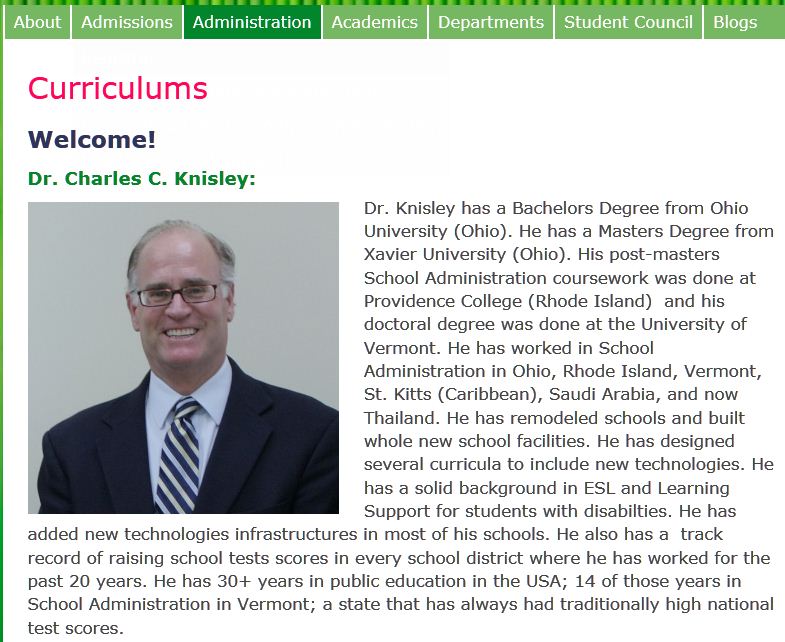 About Admissions Administration Academics Departments Student Council Blogs
Curriculums
Welcome!
Dr. Charles C. Knisley:
Dr. Knisley has a Bachelors Degree from Ohio
University (Ohio). He has a Masters Degree from
Xavier University (Ohio). His post-masters
School Administration coursework was done at
Providence College (Rhode Island)  and his
doctoral degree was done at the University of
Vermont. He has worked in School
Administration in Ohio, Rhode Island, Vermont,
St. Kitts (Caribbean), Saudi Arabia, and now
Thailand. He has remodeled schools and built
whole new school facilities. He has designed
several curricula to include new technologies. He
has a solid background in ESL and Learning
Support for students with disabilties. He has
added new technologies infrastructures in most of his schools. He also has a  track
record of raising school tests scores in every school district where he has worked for the
past 20 years. He has 30+ years in public education in the USA; 14 of those years in
School Administration in Vermont; a state that has always had traditionally high national
test scores.